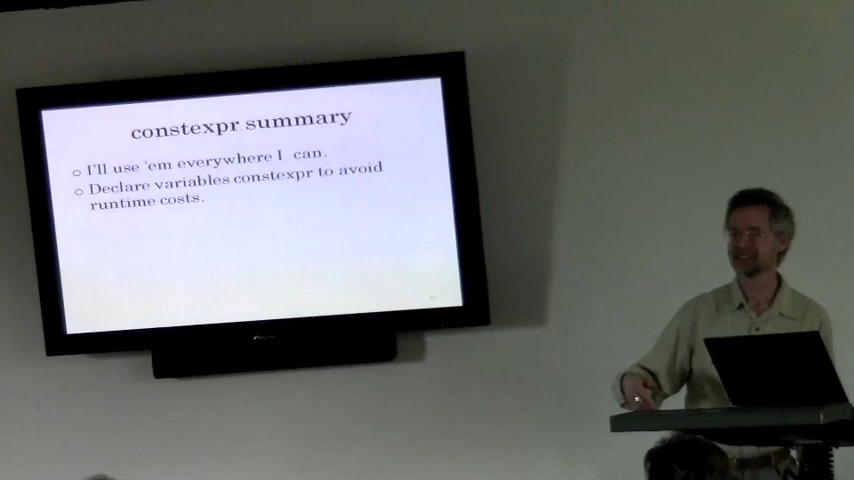 constexpr summary
o I'll use 'em everywhere I can.
o Declare variables constexpr to avoid
runtime costs.